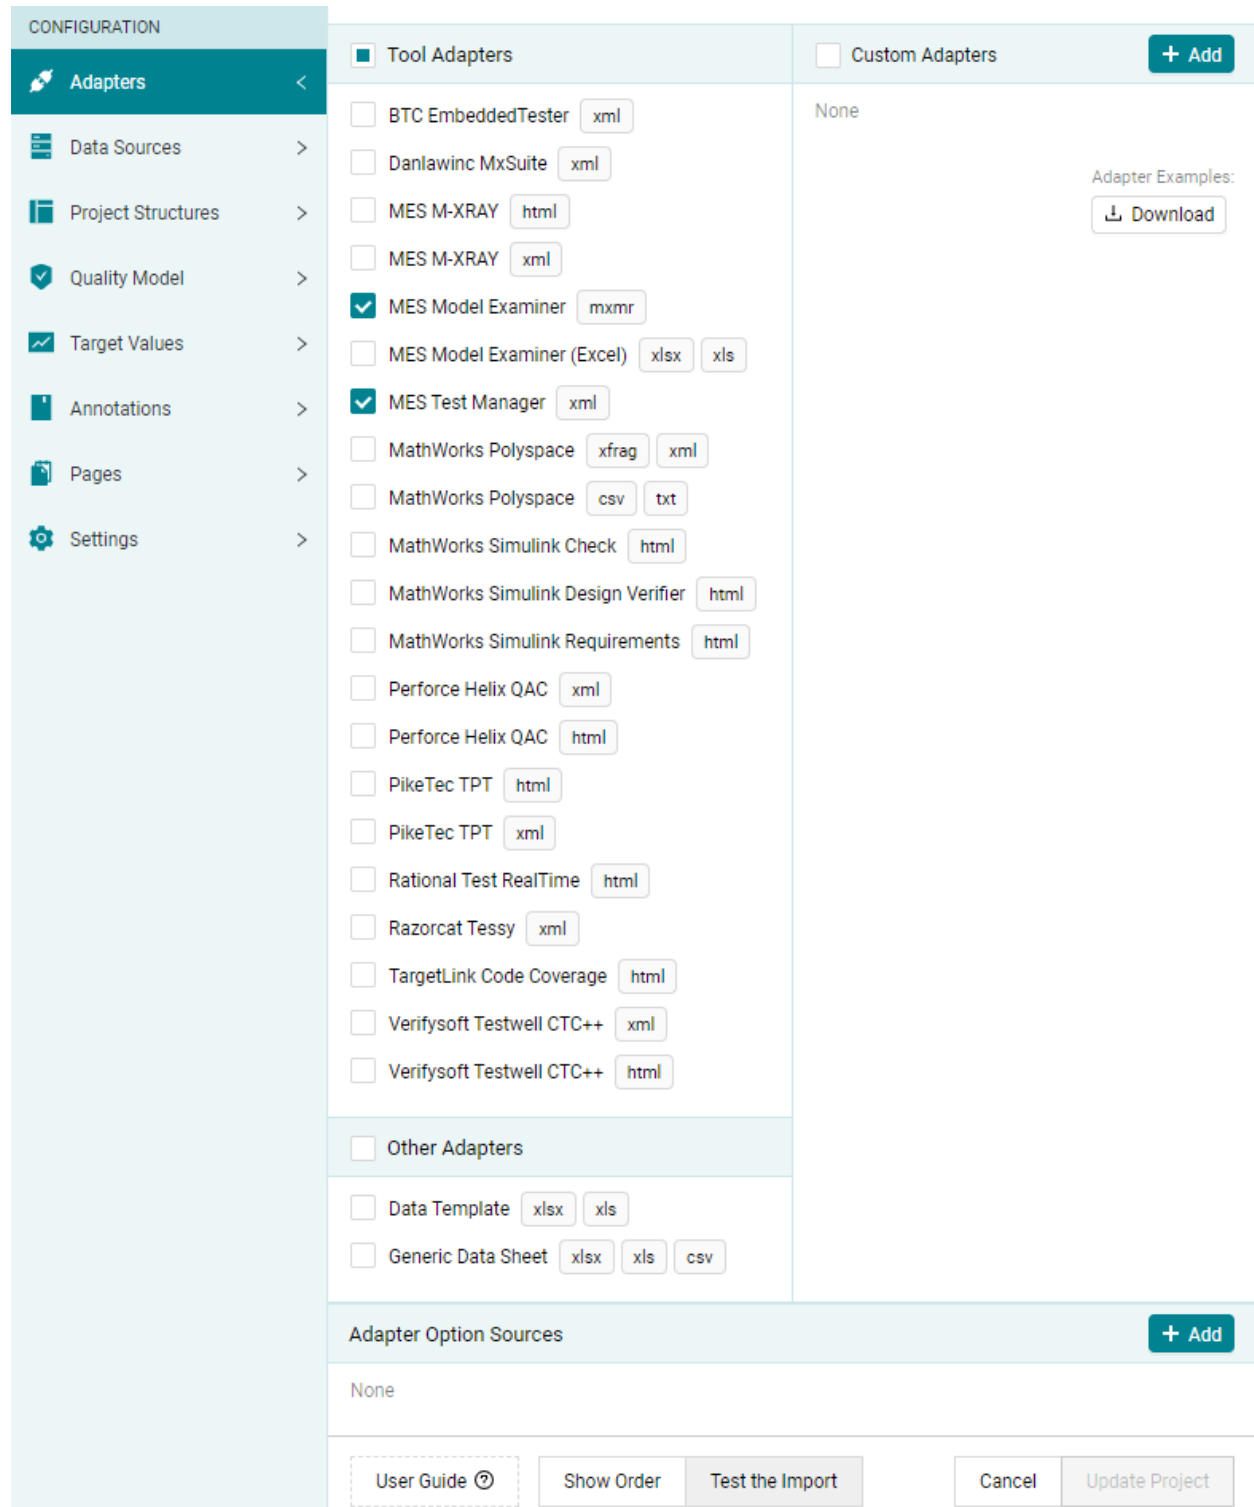 CONFIGURATION
Adapters
Data Sources
Project Structures
Quality Model
Target Values
Annotations
Pages
Settings
Tool Adapters
BTC EmbeddedTester xml
Danlawinc MxSuite xml
MES M-XRAY html
MES M-XRAY xml
MES Model Examiner mxmr
MES Model Examiner (Excel) xlsx xls
MES Test Manager xml
MathWorks Polyspace xfrag xml
MathWorks Polyspace csv txt
MathWorks Simulink Check html
MathWorks Simulink Design Verifier html
MathWorks Simulink Requirements html
Perforce Helix QAC xml
Perforce Helix QAC html
PikeTec TPT html
PikeTec TPT xml
Rational Test RealTime html
Razorcat Tessy xml
TargetLink Code Coverage html
Verifysoft Testwell CTC++ xml
Verifysoft Testwell CTC++ html
Other Adapters
Data Template xlsx xls
Generic Data Sheet xlsx xls csv
Custom Adapters + Add
None
Adapter Examples:
Download
Adapter Option Sources + Add
None
User Guide Show Order Test the Import Cancel Update Project